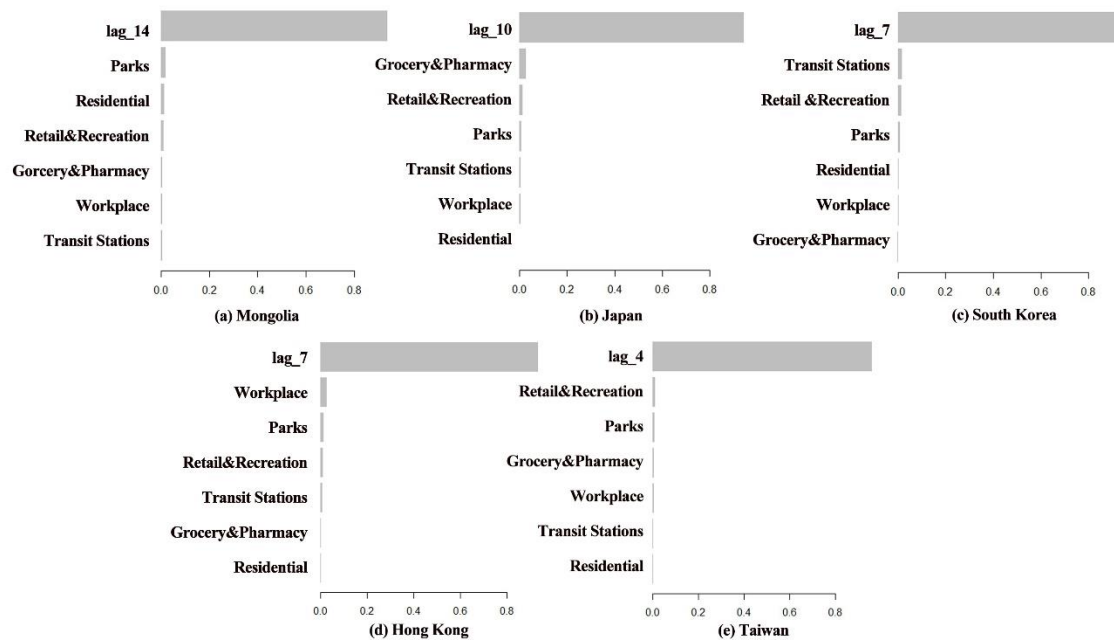 lag_14
Parks
Residential
Retail&Recreation
Gorcery&Pharmacy
Workplace
Transit Stations
0.0 0.2 0.4 0.6 0.8
(a) Mongolia
lag_10
Grocery&Pharmacy
Retail&Recreation
Parks
Transit Stations
Workplace
Residential
0.0 0.2 0.4 0.6 0.8
(b) Japan
lag_7
Transit Stations
Retail &Recreation
Parks
Residential
Workplace
Grocery&Pharmacy
0.0 0.2 0.4 0.6 0.8
(c) South Korea
lag_7
Workplace
Parks
Retail&Recreation
Transit Stations
Grocery&Pharmacy
Residential
0.0 0.2 0.4 0.6 0.8
(d) Hong Kong
lag_4
Retail&Recreation
Parks
Grocery&Pharmacy
Workplace
Transit Stations
Residential
0.0 0.2 0.4 0.6 0.8
(e) Taiwan